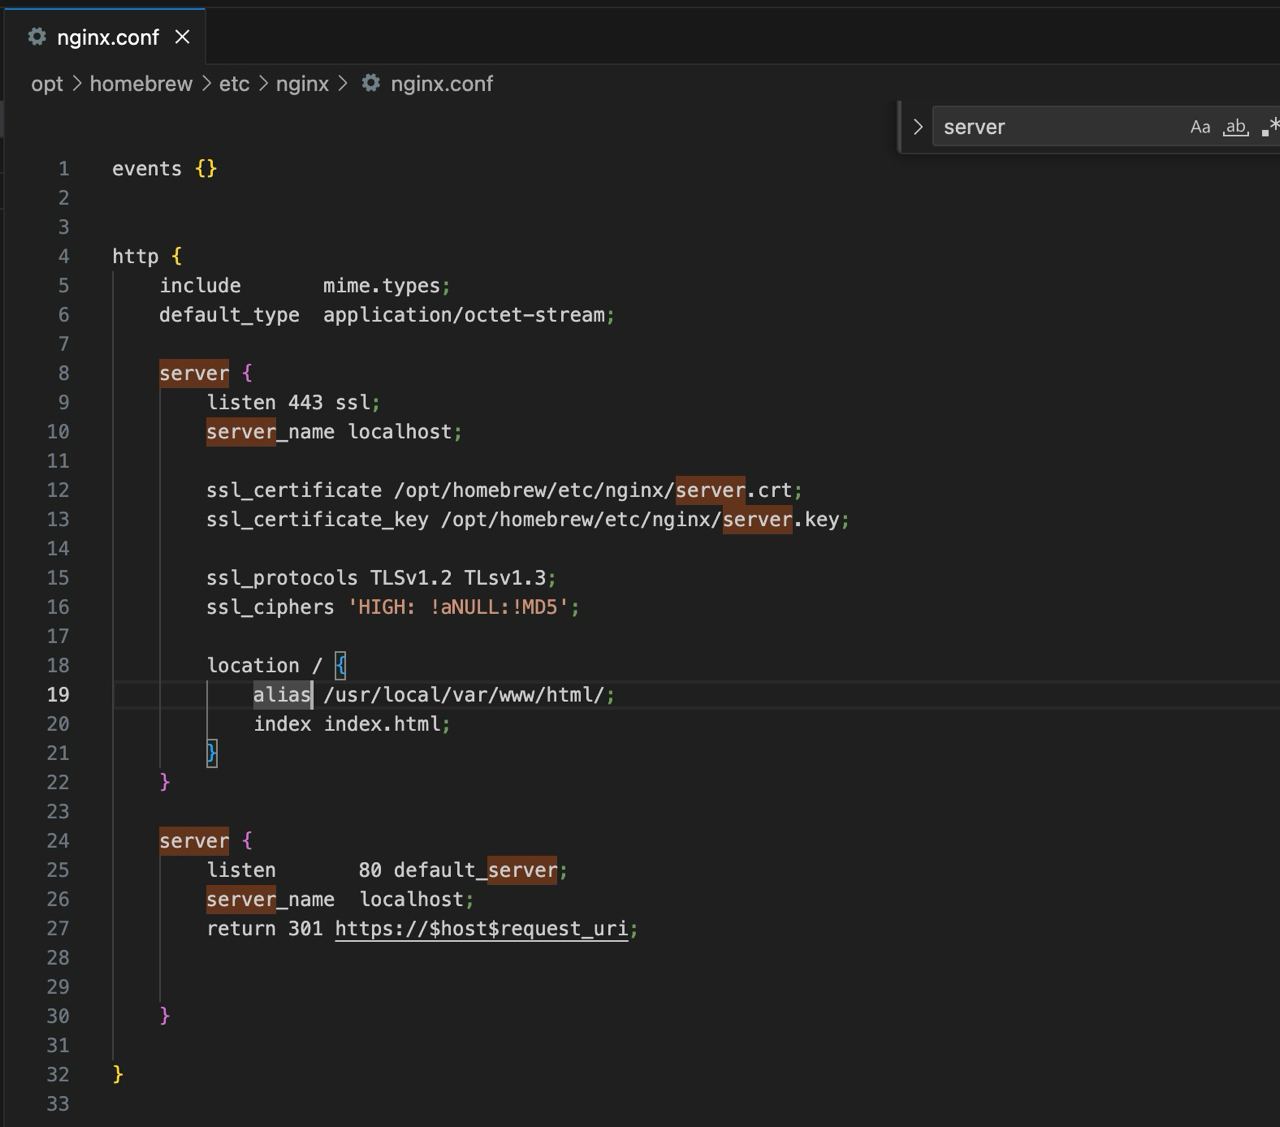 nginx.conf
opt > homebrew > etc > nginx > nginx.conf
server Aa ab .*
1 events {}
2
3
4 http {
5     include       mime.types;
6     default_type  application/octet-stream;
7
8     server {
9         listen 443 ssl;
10         server_name localhost;
11
12         ssl_certificate /opt/homebrew/etc/nginx/server.crt;
13         ssl_certificate_key /opt/homebrew/etc/nginx/server.key;
14
15         ssl_protocols TLSv1.2 TLsv1.3;
16         ssl_ciphers 'HIGH: !aNULL:!MD5';
17
18         location / {
19             alias /usr/local/var/www/html/;
20             index index.html;
21         }
22     }
23
24     server {
25         listen       80 default_server;
26         server_name  localhost;
27         return 301 https://$host$request_uri;
28
29
30     }
31
32 }
33